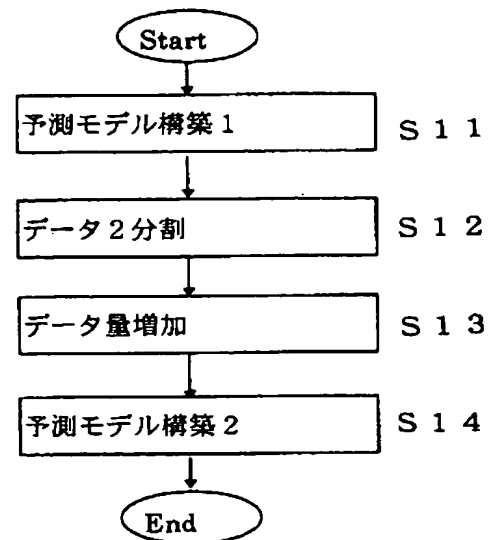 Start
予測モデル構築1 S11
データ2分割 S12
データ量増加 S13
予測モデル構築2 S14
End